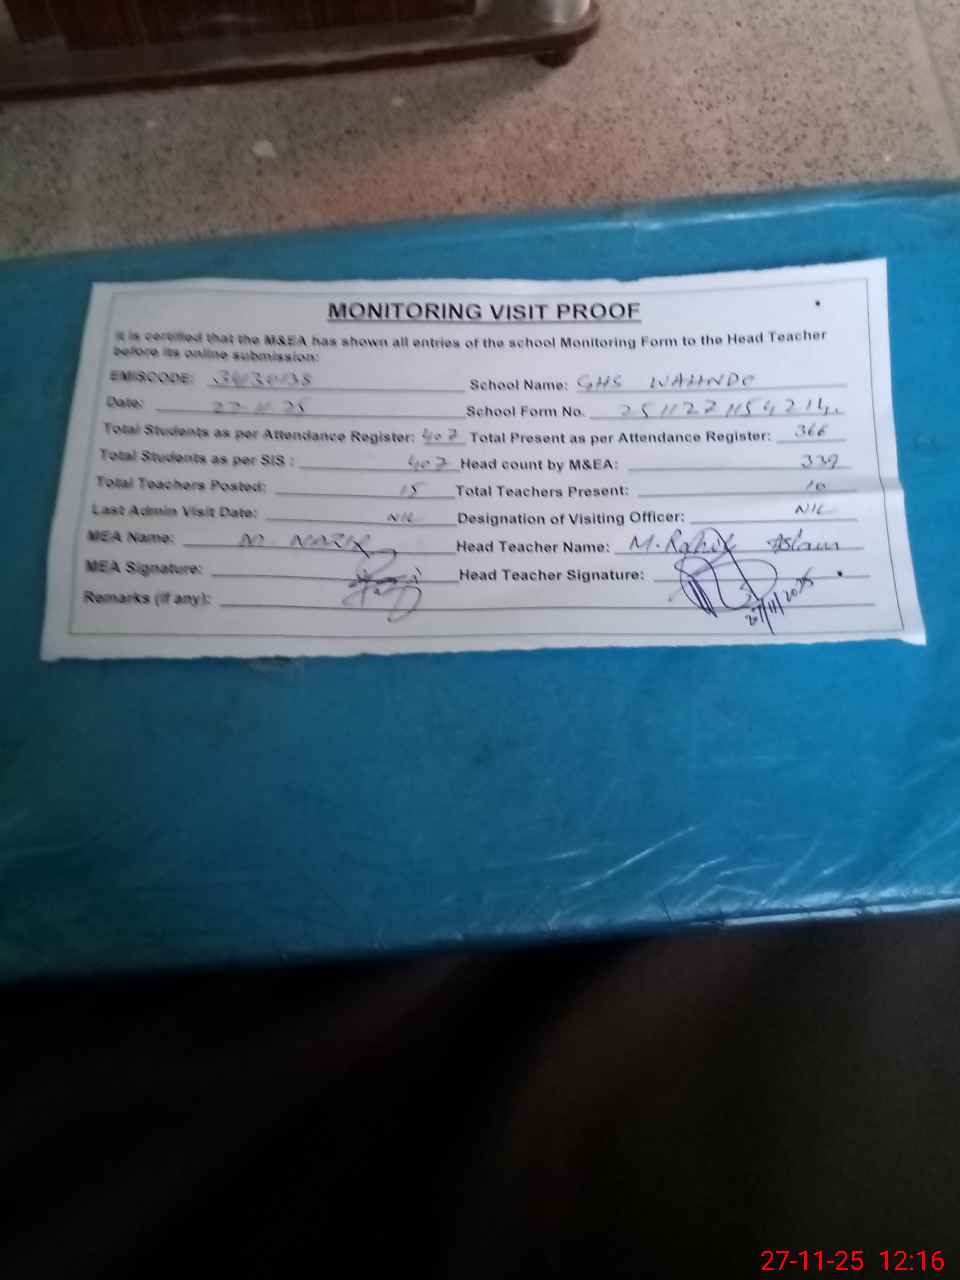 MONITORING VISIT PROOF
It is certified that the M&EA has shown all entries of the school Monitoring Form to the Head Teacher
before its online submission:
EMISCODE: School Name: GHS WAHNDO
Date: School Form No.
Total Students as per Attendance Register: 407 Total Present as per Attendance Register: 366
Total Students as per SIS : 407 Head count by M&EA: 339
Total Teachers Posted: 15 Total Teachers Present: 10
Last Admin Visit Date: NIL Designation of Visiting Officer: NIL
MEA Name: M. Head Teacher Name: M. Aslam
MEA Signature: Head Teacher Signature:
27/11/2025
Remarks (if any):
27-11-25 12:16